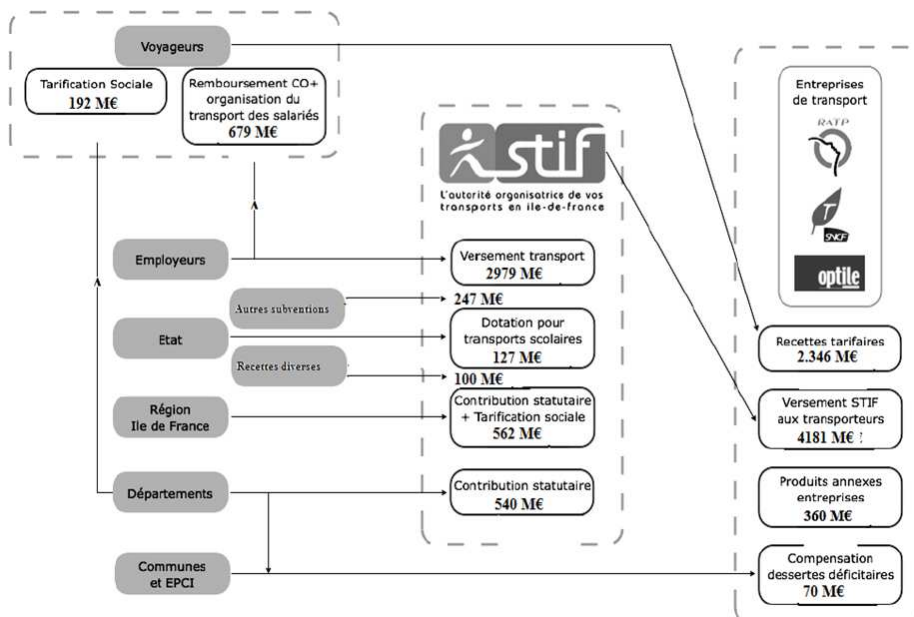 Voyageurs
Tarification Sociale
192 M€
Remboursement CO+
organisation du
transport des salariés
679 M€
stif
L'autorité organisatrice de vos
transports en ile-de-france
Employeurs
Versement transport
2979 M€
Autres subventions
247 M€
Etat
Dotation pour
transports scolaires
127 M€
Recettes diverses
100 M€
Région
Ile de France
Contribution statutaire
+ Tarification sociale
562 M€
Départements
Contribution statutaire
540 M€
Communes
et EPCI
Entreprises
de transport
RATP
T
SNCF
optile
Recettes tarifaires
2.346 M€
Versement STIF
aux transporteurs
4181 M€ !
Produits annexes
entreprises
360 M€
Compensation
dessertes déficitaires
70 M€